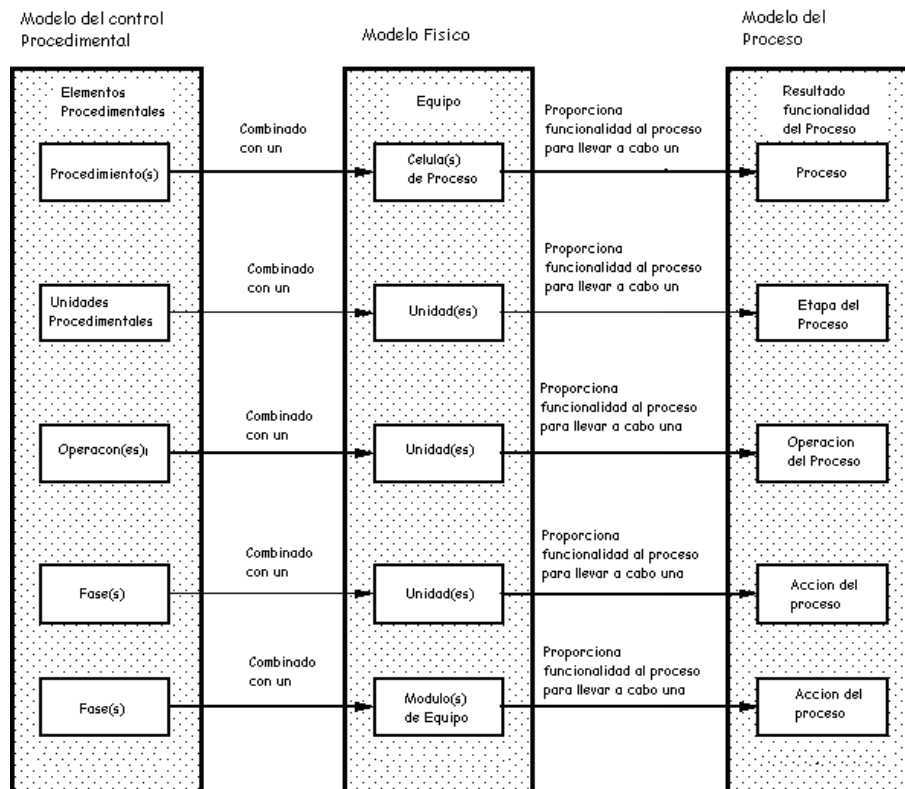 Modelo del control
Procedimental
Modelo Fisico
Modelo del
Proceso
Elementos
Procedimentales
Equipo
Resultado
funcionalidad
del Proceso
Combinado
con un
Proporciona
funcionalidad al proceso
para llevar a cabo un
Procedimiento(s)
Celula(s)
de Proceso
Proceso
Combinado
con un
Proporciona
funcionalidad al proceso
para llevar a cabo un
Unidades
Procedimentales
Unidad(es)
Etapa del
Proceso
Combinado
con un
Proporciona
funcionalidad al proceso
para llevar a cabo una
Operacon(es)
Unidad(es)
Operacion
del Proceso
Combinado
con un
Proporciona
funcionalidad al proceso
para llevar a cabo una
Fase(s)
Unidad(es)
Accion del
proceso
Combinado
con un
Proporciona
funcionalidad al proceso
para llevar a cabo una
Fase(s)
Modulo(s)
de Equipo
Accion del
proceso